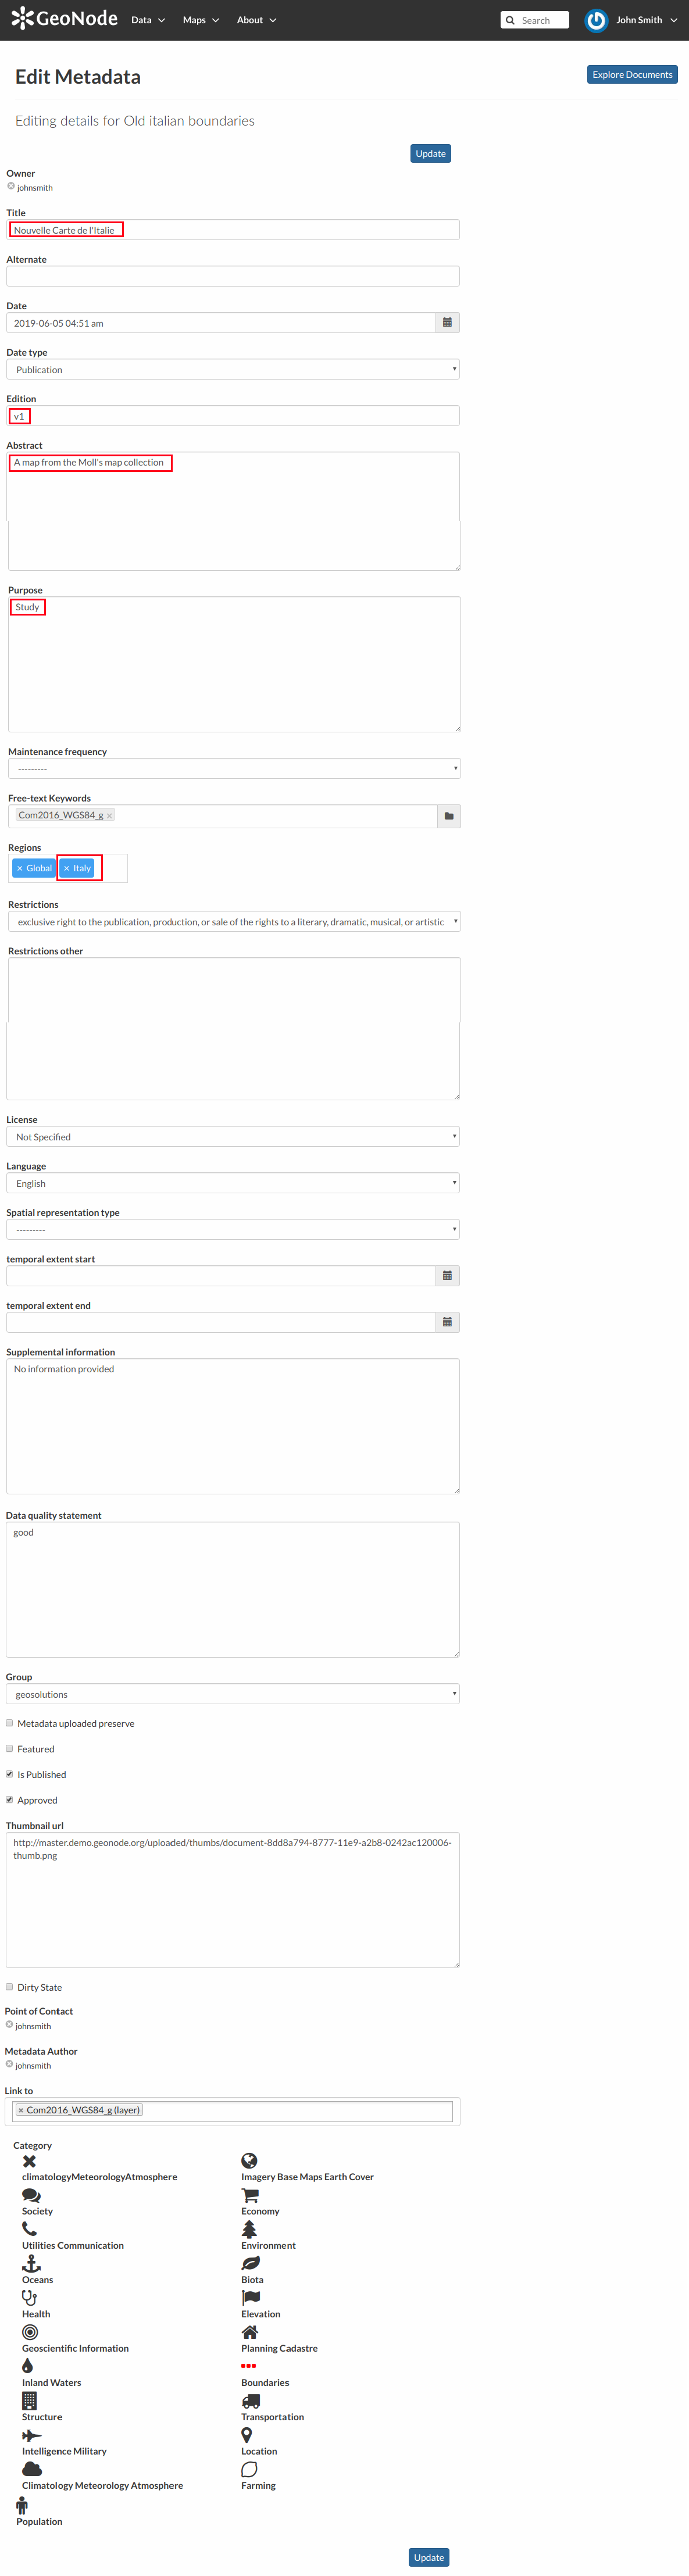 GeoNode Data Maps About Search John Smith
Edit Metadata
Explore Documents
Editing details for Old italian boundaries
Update
Owner
johnsmith
Title
Nouvelle Carte de l'Italie
Alternate
Date
2019-06-05 04:51 am
Date type
Publication
Edition
v1
Abstract
A map from the Moll's map collection
Purpose
Study
Maintenance frequency
---------
Free-text Keywords
Com2016_WGS84_g ×
Regions
× Global × Italy
Restrictions
exclusive right to the publication, production, or sale of the rights to a literary, dramatic, musical, or artistic
Restrictions other
License
Not Specified
Language
English
Spatial representation type
---------
temporal extent start
temporal extent end
Supplemental information
No information provided
Data quality statement
good
Group
geosolutions
Metadata uploaded preserve
Featured
Is Published
Approved
Thumbnail url
http://master.demo.geonode.org/uploaded/thumbs/document-8dd8a794-8777-11e9-a2b8-0242ac120006-
thumb.png
Dirty State
Point of Contact
johnsmith
Metadata Author
johnsmith
Link to
× Com2016_WGS84_g (layer)
Category
climatologyMeteorologyAtmosphere Imagery Base Maps Earth Cover
Society Economy
Utilities Communication Environment
Oceans Biota
Health Elevation
Geoscientific Information Planning Cadastre
Inland Waters Boundaries
Structure Transportation
Intelligence Military Location
Climatology Meteorology Atmosphere Farming
Population
Update